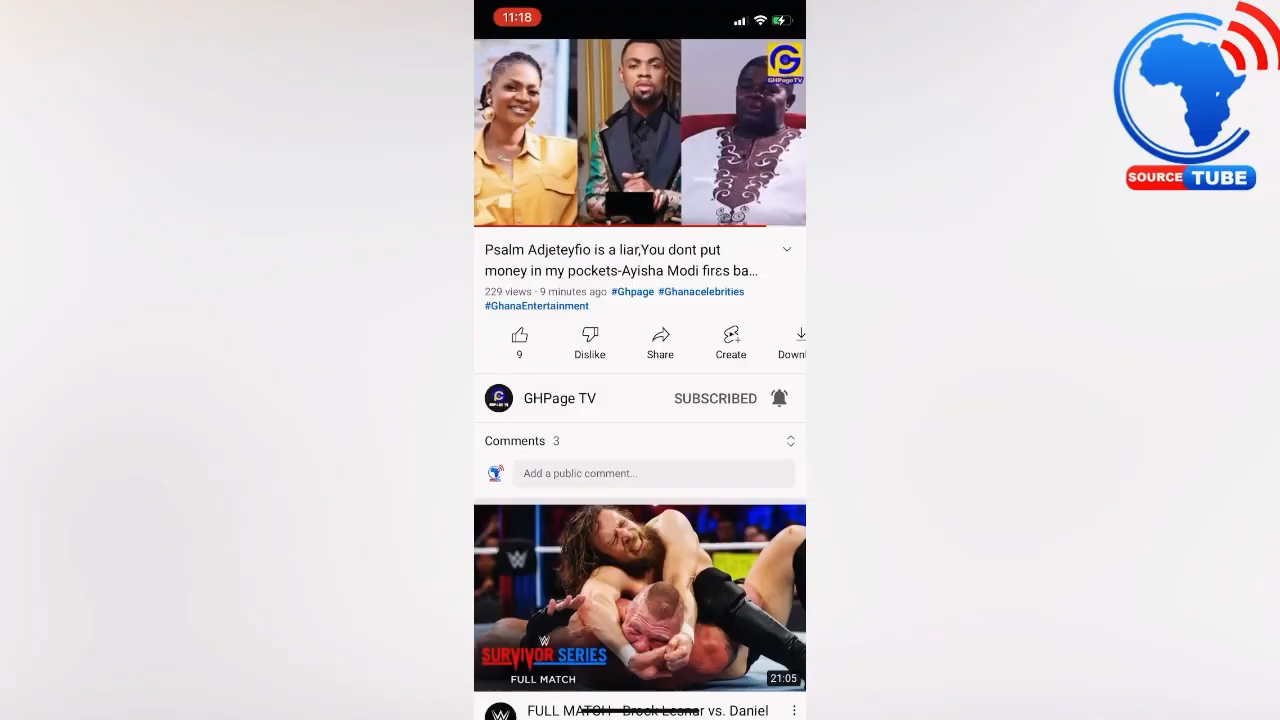 11:18
GHPageTV
SOURCE TUBE
Psalm Adjeteyfio is a liar,You dont put
money in my pockets-Ayisha Modi firɛs ba...
229 views · 9 minutes ago #Ghpage #Ghanacelebrities
#GhanaEntertainment
9 Dislike Share Create Downl
GHPage TV SUBSCRIBED
Comments 3
Add a public comment...
W
SURVIVOR SERIES
FULL MATCH
21:05
FULL MATCH - Brock Lesnar vs. Daniel